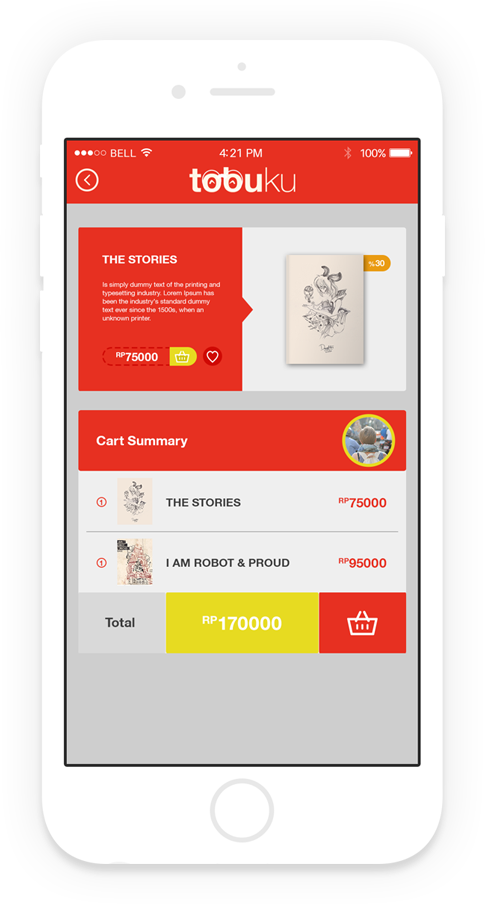 BELL 4:21 PM 100%
tobuku
THE STORIES
Is simply dummy text of the printing and
typesetting industry. Lorem Ipsum has
been the industry's standard dummy
text ever since the 1500s, when an
unknown printer.
RP75000
%30
Cart Summary
1 THE STORIES RP75000
1 I AM ROBOT & PROUD RP95000
Total RP170000